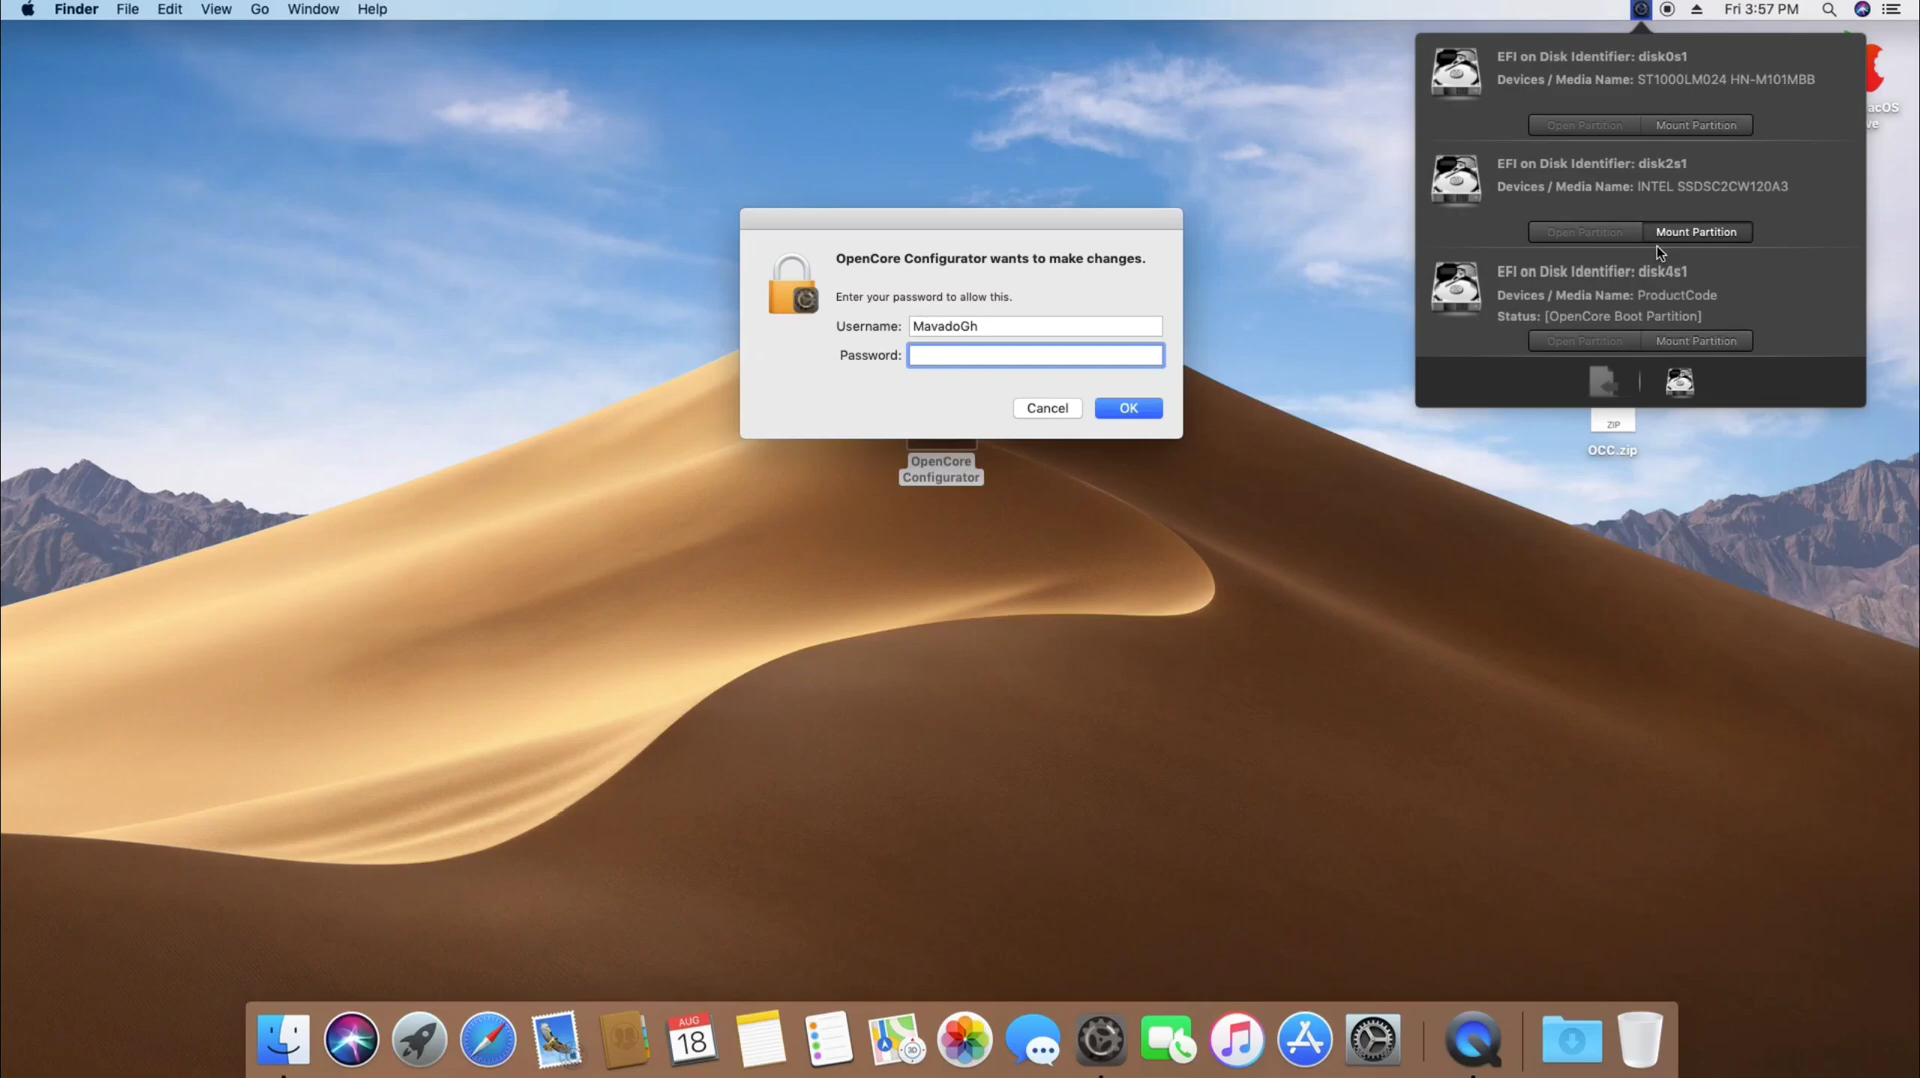 Finder File Edit View Go Window Help
Fri 3:57 PM
EFI on Disk Identifier: disk0s1
Devices / Media Name: ST1000LM024 HN-M101MBB
Open Partition Mount Partition
EFI on Disk Identifier: disk2s1
Devices / Media Name: INTEL SSDSC2CW120A3
Open Partition Mount Partition
EFI on Disk Identifier: disk4s1
Devices / Media Name: ProductCode
Status: [OpenCore Boot Partition]
Open Partition Mount Partition
acOS
ve
ZIP
OCC.zip
OpenCore Configurator wants to make changes.
Enter your password to allow this.
Username: MavadoGh
Password:
Cancel OK
OpenCore
Configurator
AUG
18
3D